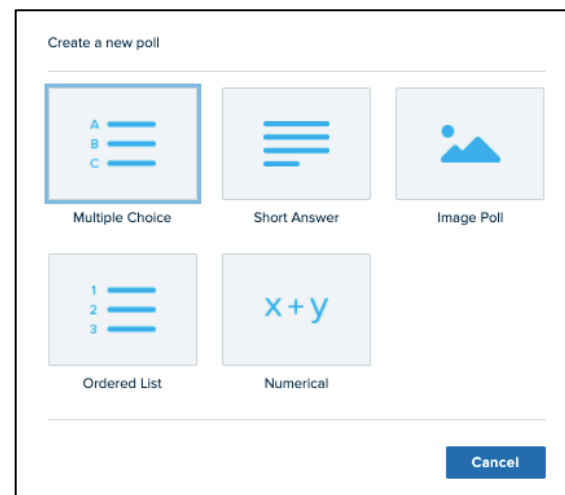 Create a new poll
A
B
C
Multiple Choice
Short Answer
Image Poll
1
2
3
Ordered List
x+y
Numerical
Cancel